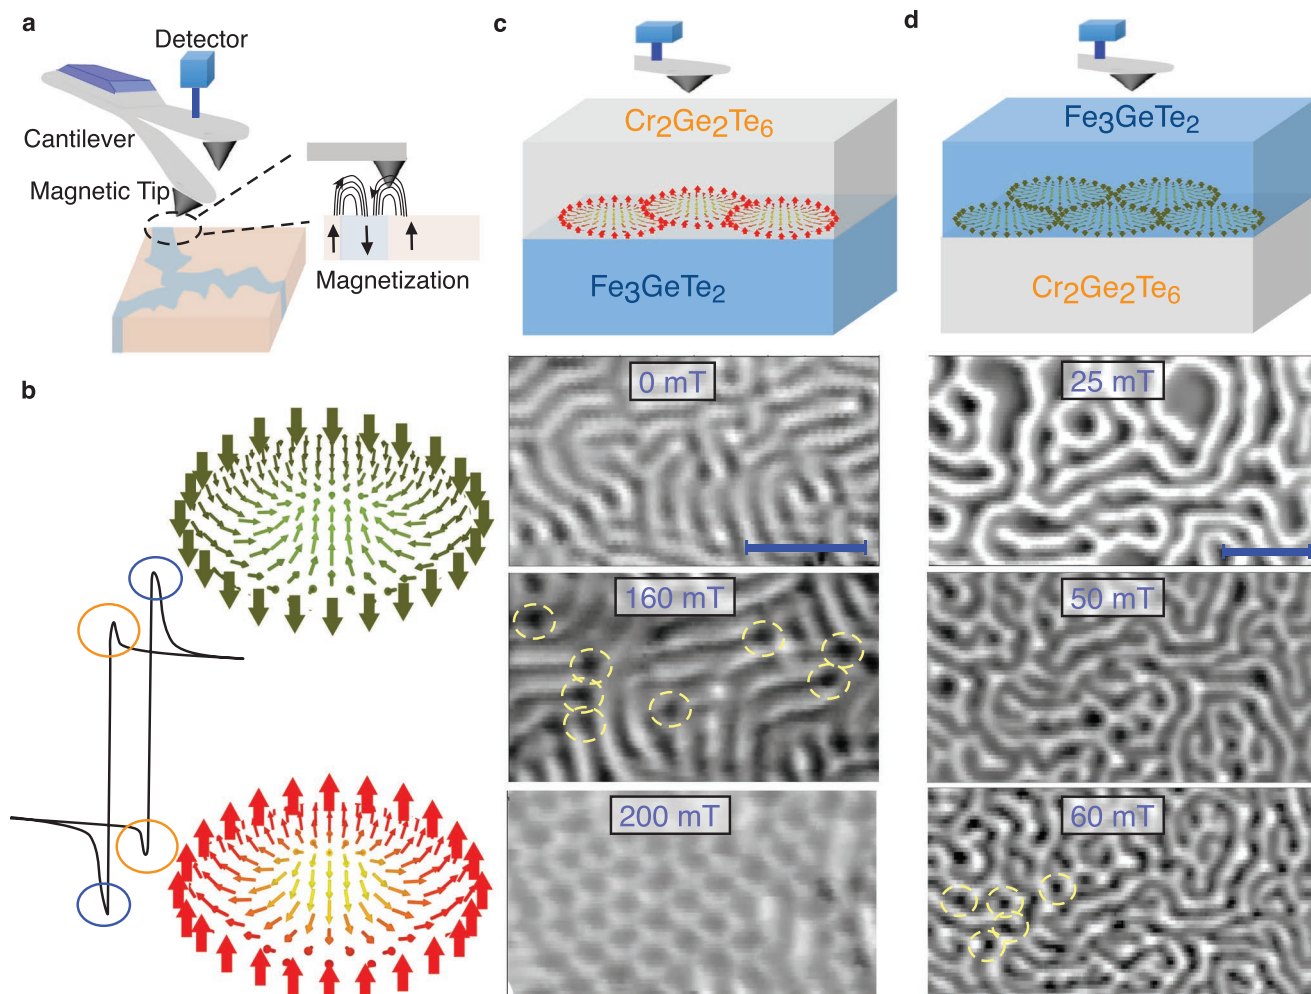 a
Detector
Cantilever
Magnetic Tip
Magnetization
b
c
Cr2Ge2Te6
Fe3GeTe2
0 mT
160 mT
200 mT
d
Fe3GeTe2
Cr2Ge2Te6
25 mT
50 mT
60 mT